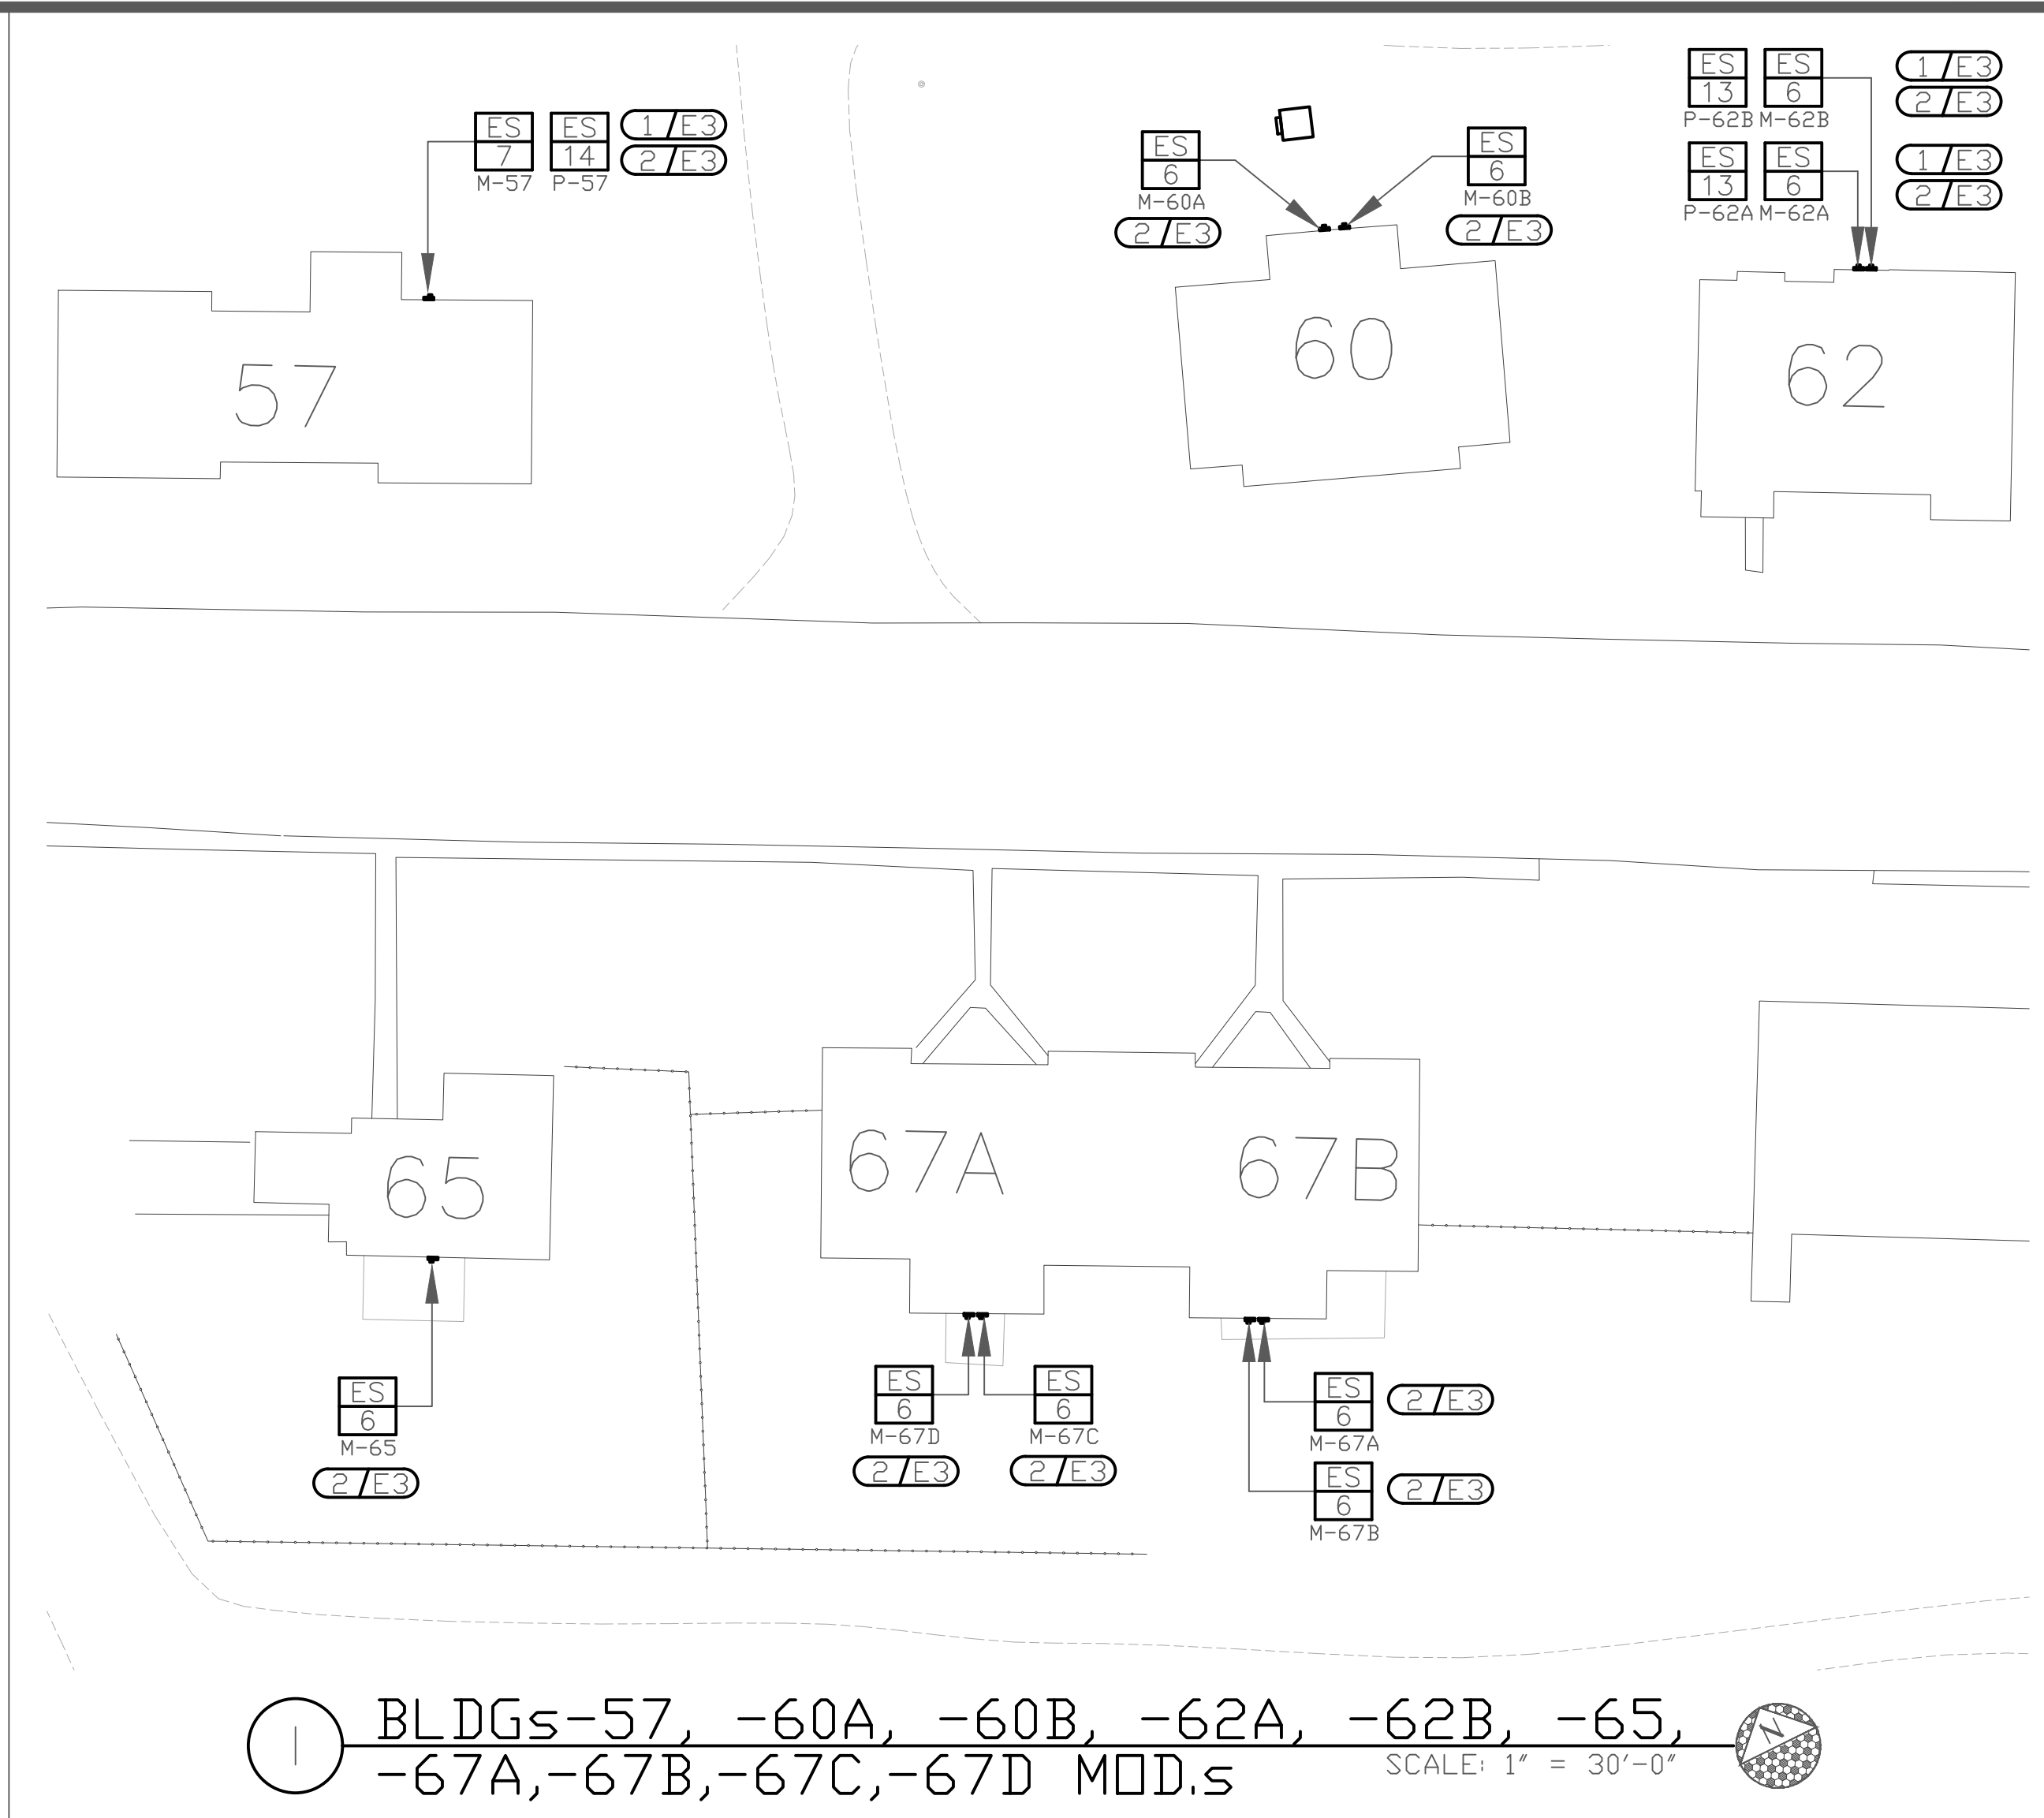 ES ES 1/E3
7 14 2/E3
M-57 P-57
ES
6
M-60A
2/E3
ES
6
M-60B
2/E3
ES ES 1/E3
13 6 2/E3
P-62B M-62B
ES ES 1/E3
13 6 2/E3
P-62A M-62A
57
60
62
65
67A
67B
ES
6
M-65
2/E3
ES
6
M-67D
2/E3
ES
6
M-67C
2/E3
ES 2/E3
6
M-67A
ES 2/E3
6
M-67B
1
BLDGs-57, -60A, -60B, -62A, -62B, -65,
-67A,-67B,-67C,-67D MOD.s
SCALE: 1" = 30'-0"
N